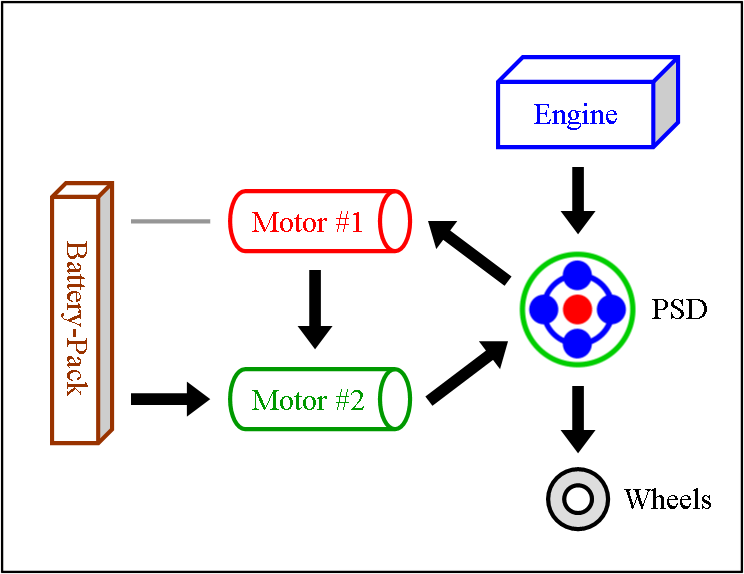 Engine
Motor #1
Battery-Pack
PSD
Motor #2
Wheels